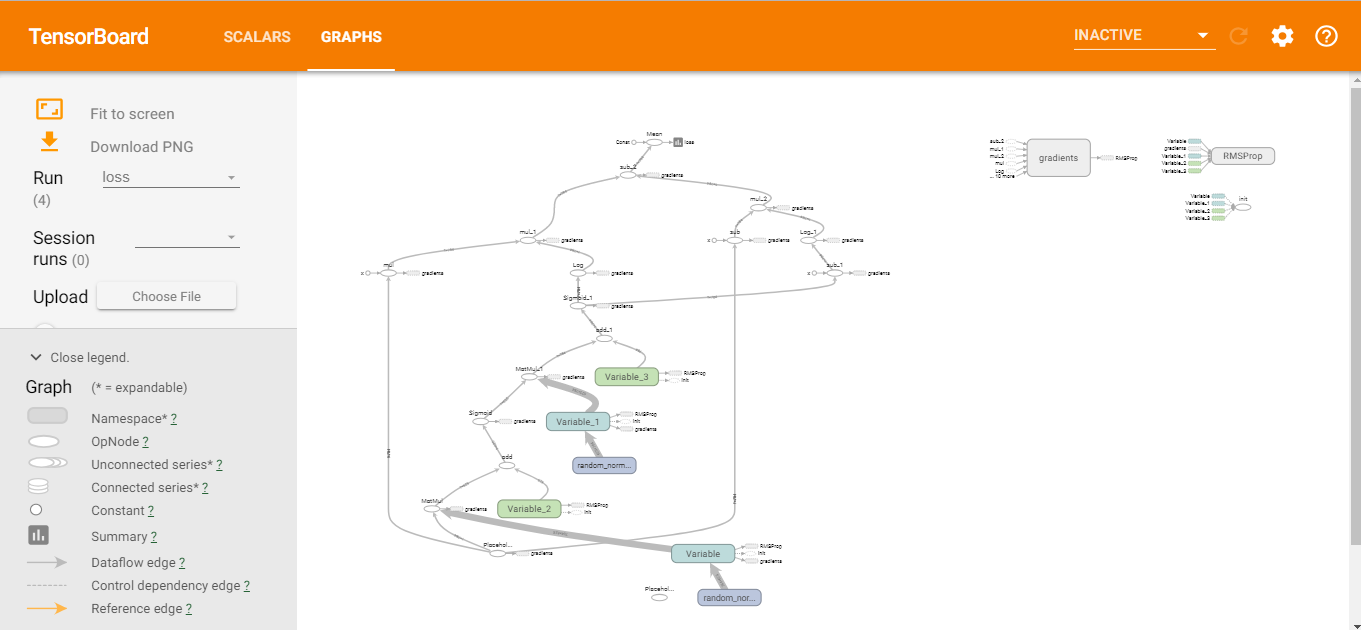 TensorBoard SCALARS GRAPHS INACTIVE
Fit to screen
Download PNG
Run loss
(4)
Session
runs (0)
Upload Choose File
Close legend.
Graph (* = expandable)
Namespace* ?
OpNode ?
Unconnected series* ?
Connected series* ?
Constant ?
Summary ?
Dataflow edge ?
Control dependency edge ?
Reference edge ?
Mean
Const loss
sub_2
gradients
mul_2
gradients
mul_1
gradients
x sub gradients
Log_1
gradients
mul
x gradients
Log
gradients
sub_1
x gradients
Sigmoid_1
gradients
add_1
MatMul_1
gradients
Variable_3
RMSProp
init
Sigmoid
gradients
Variable_1
RMSProp
init
gradients
random_norm...
add
MatMul
gradients
Variable_2
RMSProp
init
Placehol...
gradients
Variable
RMSProp
init
gradients
Placehol...
random_nor...
sub_2
mul_1
mul_2
mul
Log
... 10 more
gradients
RMSProp
Variable
gradients
Variable_1
Variable_2
Variable_3
RMSProp
Variable
Variable_1
Variable_2
Variable_3
init